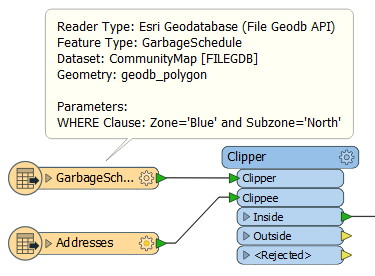 Reader Type: Esri Geodatabase (File Geodb API)
Feature Type: GarbageSchedule
Dataset: CommunityMap [FILEGDB]
Geometry: geodb_polygon
Parameters:
WHERE Clause: Zone='Blue' and Subzone='North'
Clipper
GarbageSch...
Clipper
Clippee
Addresses
Inside
Outside
<Rejected>